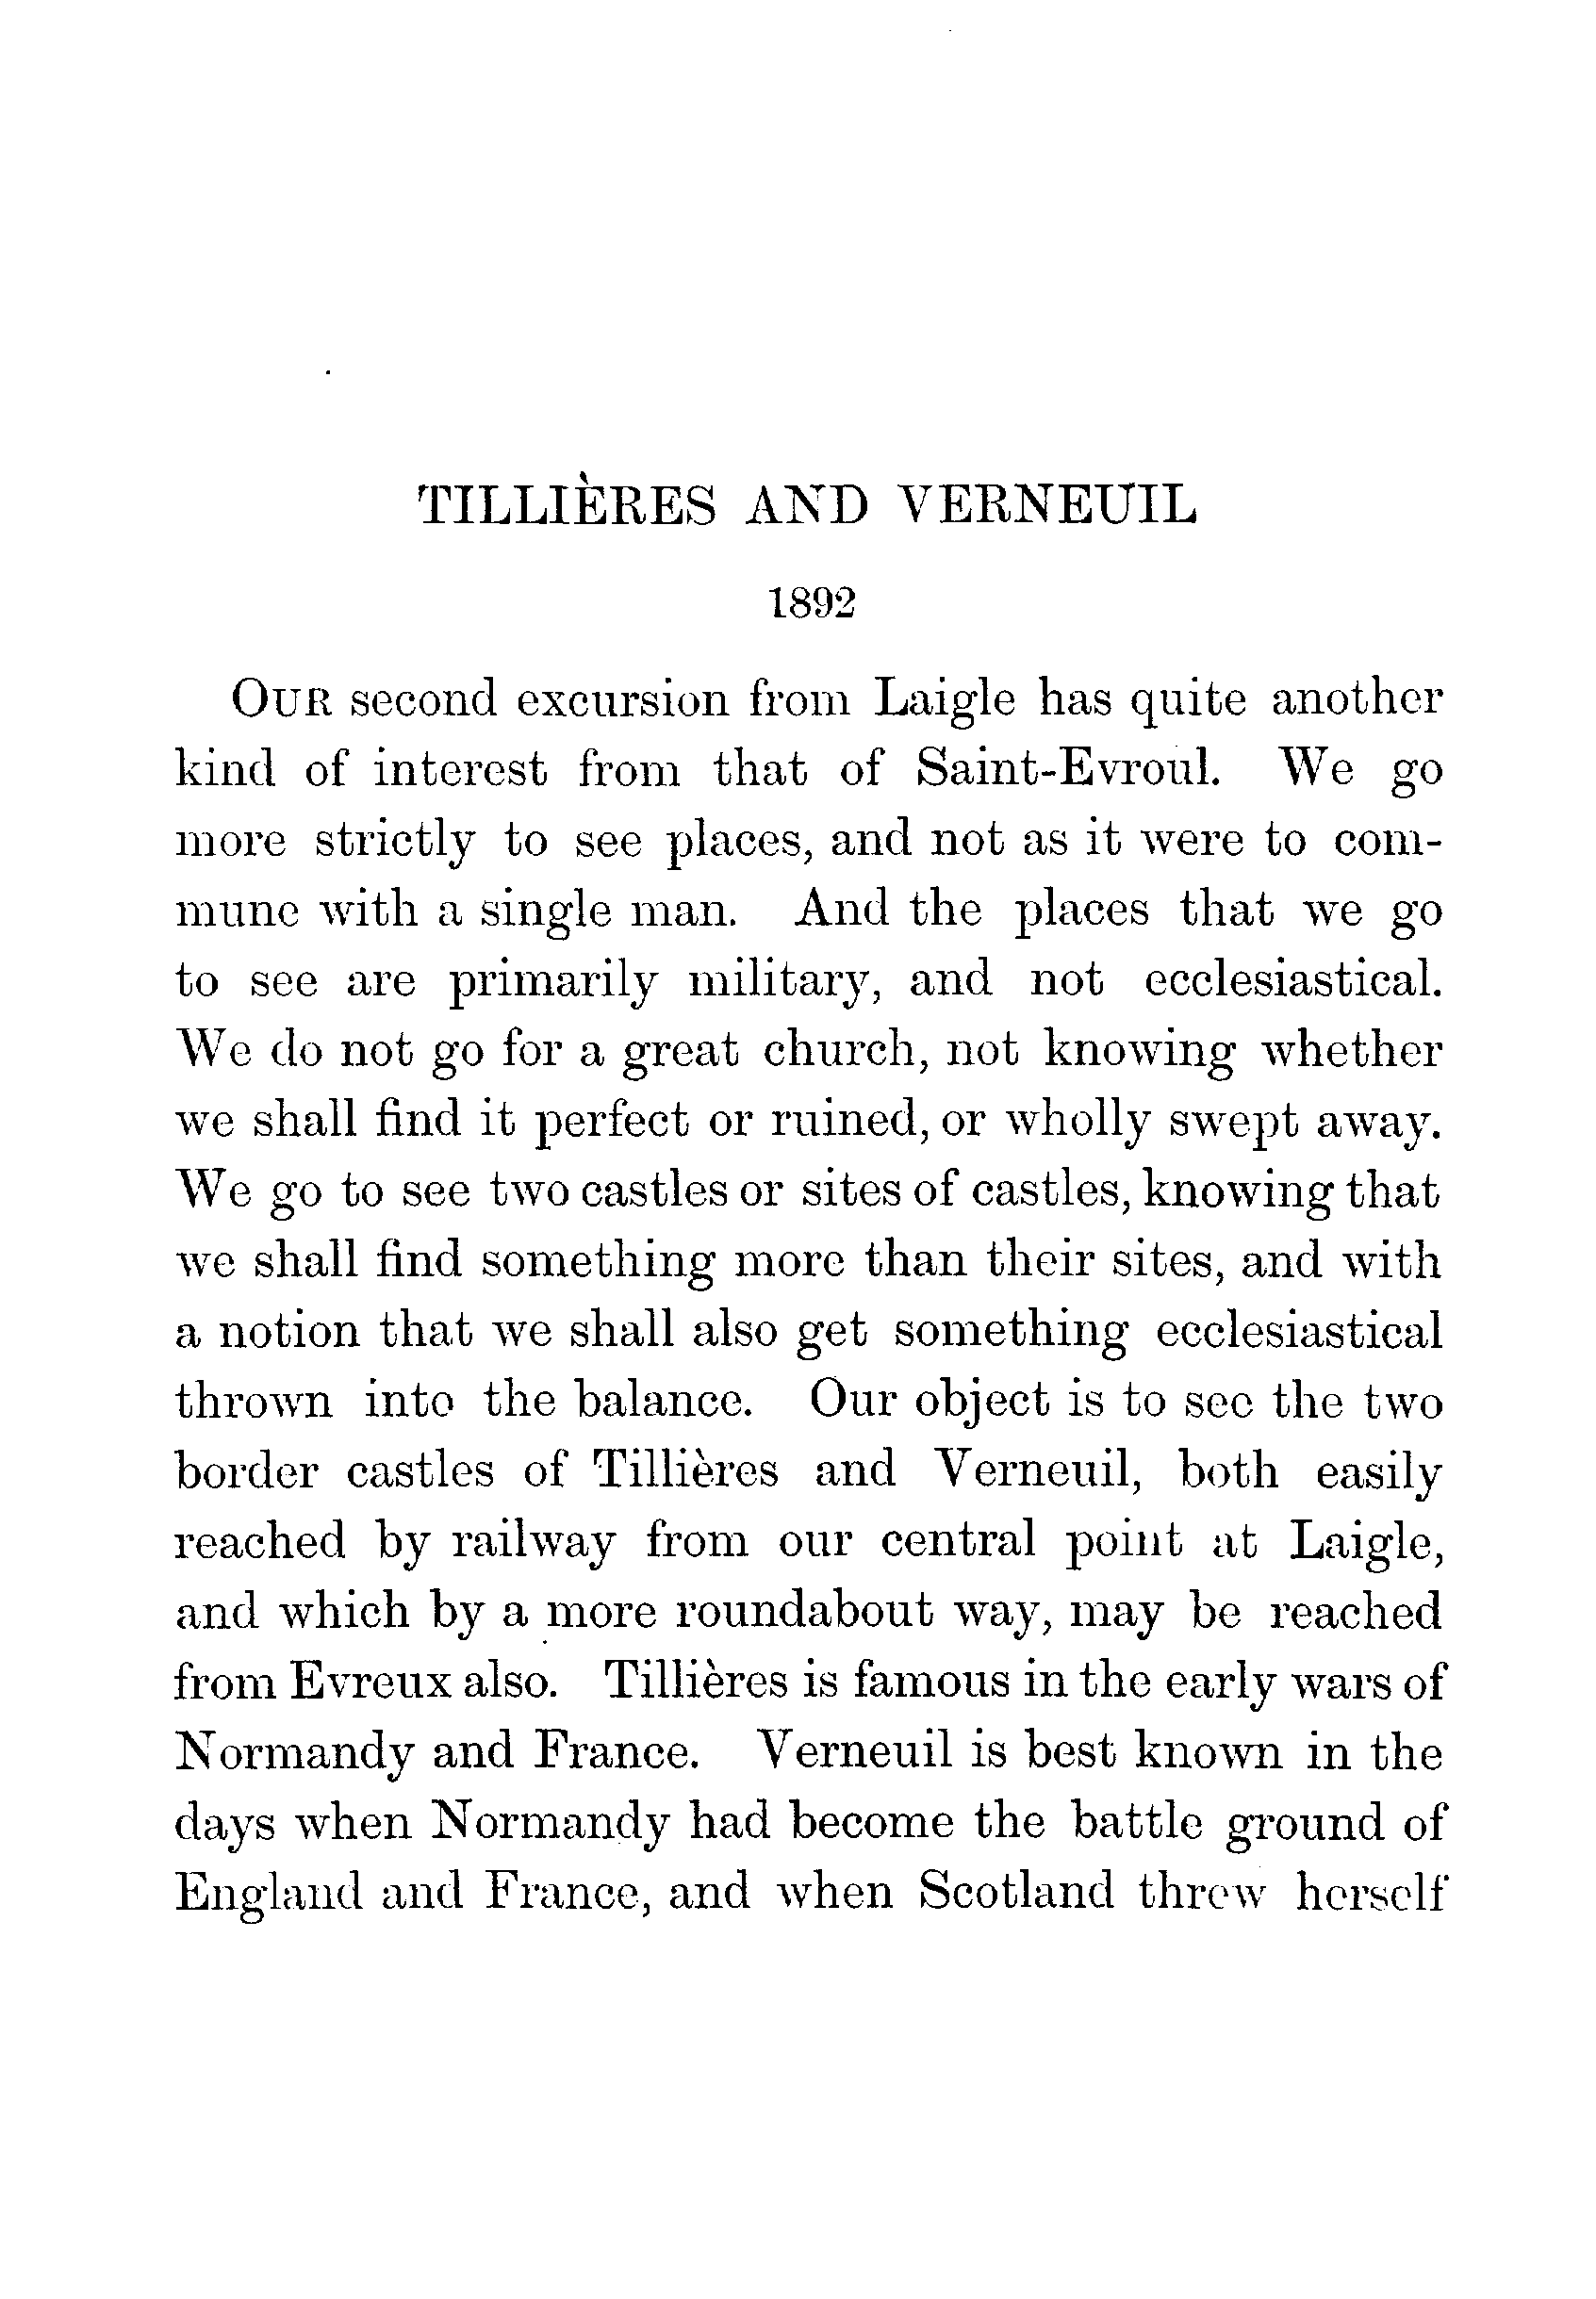 TILLIÈRES AND VERNEUIL
1892
OUR second excursion from Laigle has quite another
kind of interest from that of Saint-Evroul. We go
more strictly to see places, and not as it were to com-
mune with a single man. And the places that we go
to see are primarily military, and not ecclesiastical.
We do not go for a great church, not knowing whether
we shall find it perfect or ruined, or wholly swept away.
We go to see two castles or sites of castles, knowing that
we shall find something more than their sites, and with
a notion that we shall also get something ecclesiastical
thrown into the balance. Our object is to see the two
border castles of Tillières and Verneuil, both easily
reached by railway from our central point at Laigle,
and which by a more roundabout way, may be reached
from Evreux also. Tillières is famous in the early wars of
Normandy and France. Verneuil is best known in the
days when Normandy had become the battle ground of
England and France, and when Scotland threw herself